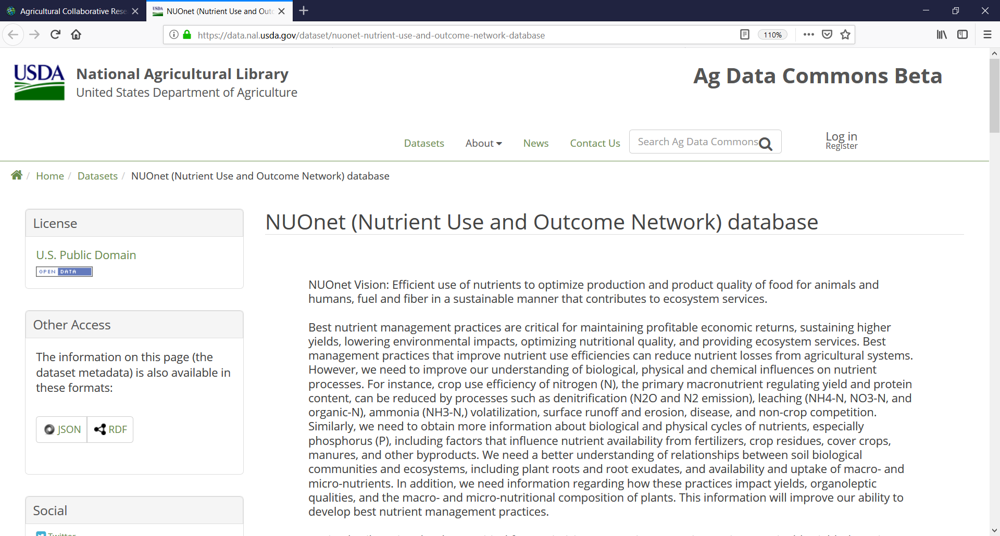 Agricultural Collaborative Rese
NUOnet (Nutrient Use and Outc
https://data.nal.usda.gov/dataset/nuonet-nutrient-use-and-outcome-network-database
110%
USDA
National Agricultural Library
United States Department of Agriculture
Ag Data Commons Beta
Datasets
About
News
Contact Us
Search Ag Data Commons
Log in
Register
/ Home / Datasets / NUOnet (Nutrient Use and Outcome Network) database
License
U.S. Public Domain
OPEN DATA
Other Access
The information on this page (the
dataset metadata) is also available in
these formats:
JSON
RDF
Social
Twitter
NUOnet (Nutrient Use and Outcome Network) database
NUOnet Vision: Efficient use of nutrients to optimize production and product quality of food for animals and
humans, fuel and fiber in a sustainable manner that contributes to ecosystem services.
Best nutrient management practices are critical for maintaining profitable economic returns, sustaining higher
yields, lowering environmental impacts, optimizing nutritional quality, and providing ecosystem services. Best
management practices that improve nutrient use efficiencies can reduce nutrient losses from agricultural systems.
However, we need to improve our understanding of biological, physical and chemical influences on nutrient
processes. For instance, crop use efficiency of nitrogen (N), the primary macronutrient regulating yield and protein
content, can be reduced by processes such as denitrification (N2O and N2 emission), leaching (NH4-N, NO3-N, and
organic-N), ammonia (NH3-N,) volatilization, surface runoff and erosion, disease, and non-crop competition.
Similarly, we need to obtain more information about biological and physical cycles of nutrients, especially
phosphorus (P), including factors that influence nutrient availability from fertilizers, crop residues, cover crops,
manures, and other byproducts. We need a better understanding of relationships between soil biological
communities and ecosystems, including plant roots and root exudates, and availability and uptake of macro- and
micro-nutrients. In addition, we need information regarding how these practices impact yields, organoleptic
qualities, and the macro- and micro-nutritional composition of plants. This information will improve our ability to
develop best nutrient management practices.